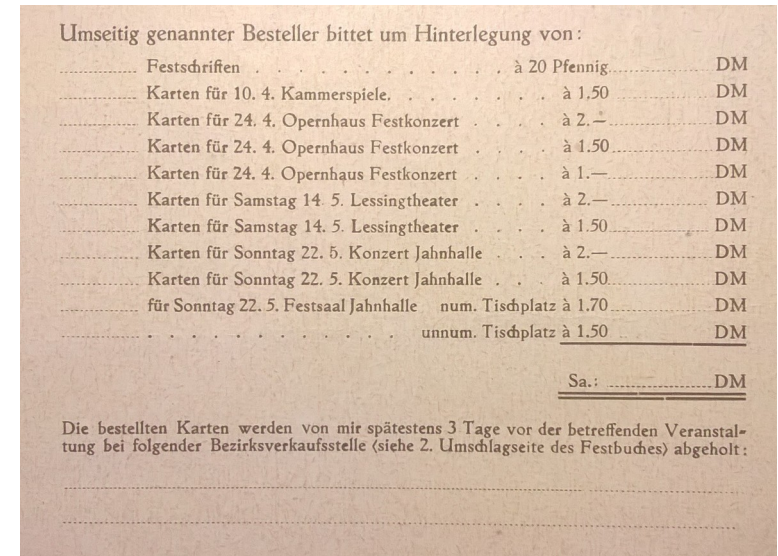 Umseitig genannter Besteller bittet um Hinterlegung von:
Festschriften . . . . . . . . . . . à 20 Pfennig DM
Karten für 10. 4. Kammerspiele. . . . . . . à 1.50 DM
Karten für 24. 4. Opernhaus Festkonzert . . . . à 2.— DM
Karten für 24. 4. Opernhaus Festkonzert . . . . à 1.50 DM
Karten für 24. 4. Opernhaus Festkonzert . . . . à 1.— DM
Karten für Samstag 14. 5. Lessingtheater . . . . à 2.— DM
Karten für Samstag 14. 5. Lessingtheater . . . . à 1.50 DM
Karten für Sonntag 22. 5. Konzert Jahnhalle . . . à 2.— DM
Karten für Sonntag 22. 5. Konzert Jahnhalle . . . à 1.50 DM
für Sonntag 22. 5. Festsaal Jahnhalle num. Tischplatz à 1.70 DM
. . . . . . . . . . unnum. Tischplatz à 1.50 DM
Sa.: DM
Die bestellten Karten werden von mir spätestens 3 Tage vor der betreffenden Veranstal-
tung bei folgender Bezirksverkaufsstelle (siehe 2. Umschlagseite des Festbuches) abgeholt: